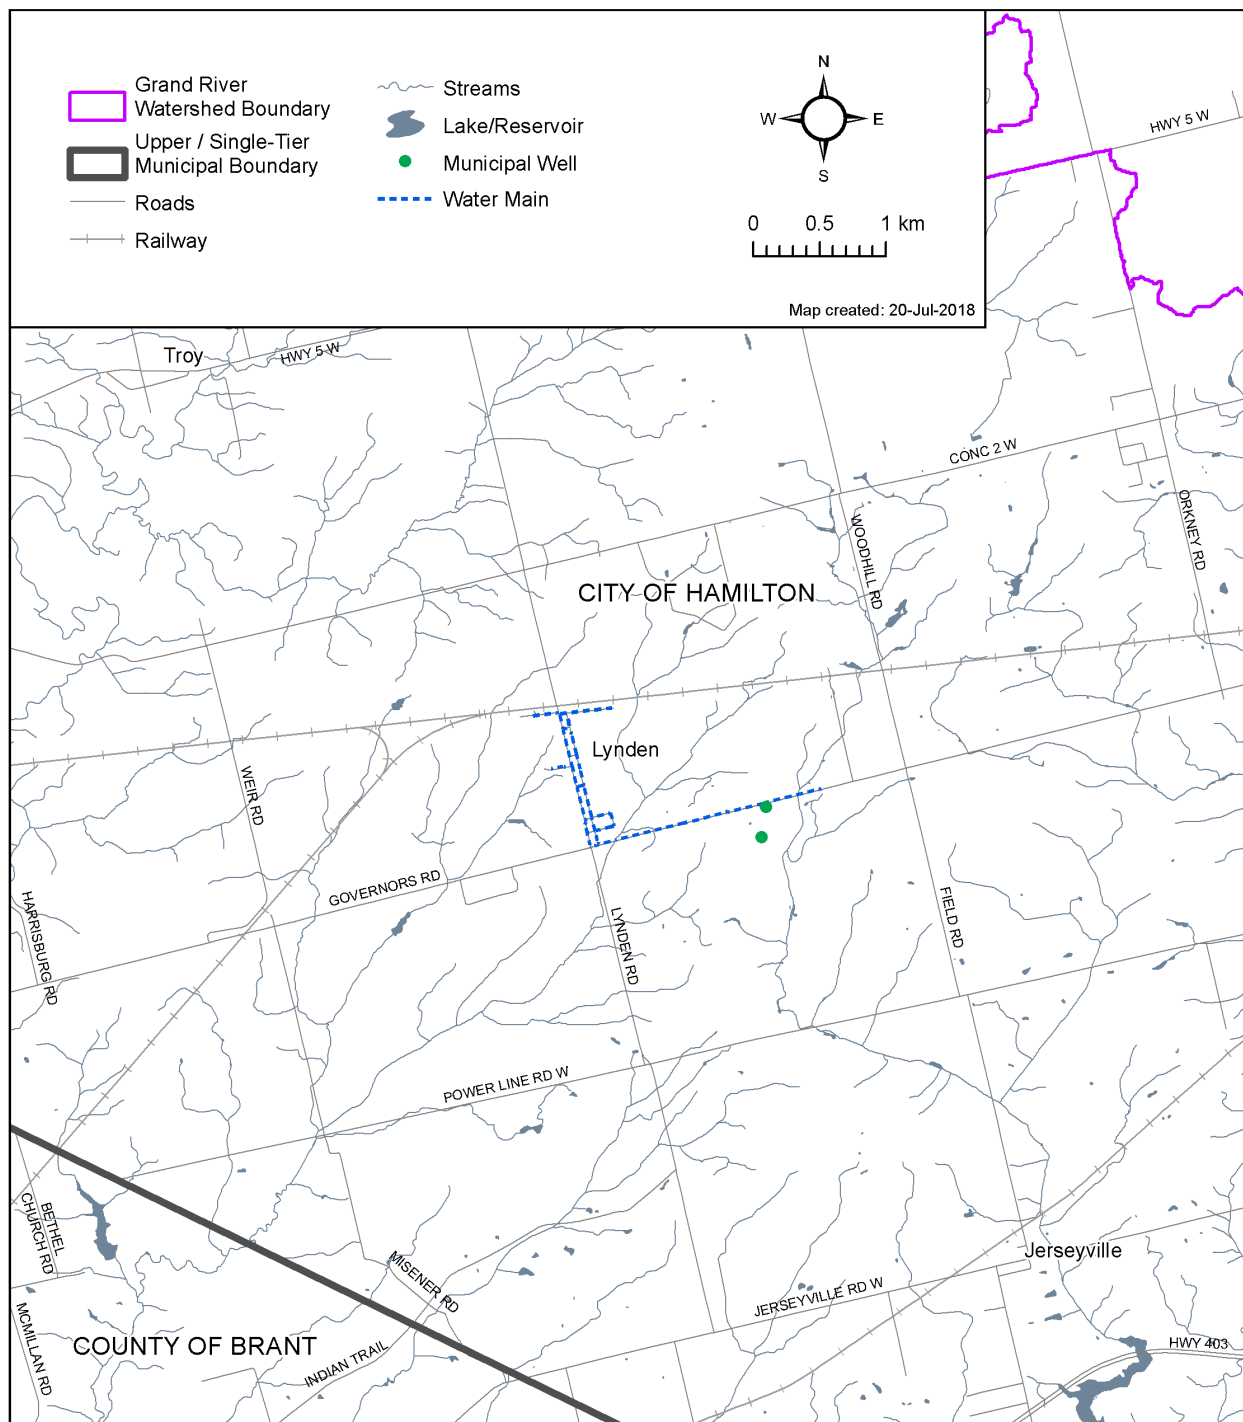 Grand River
Watershed Boundary
Upper / Single-Tier
Municipal Boundary
Roads
Railway
Streams
Lake/Reservoir
Municipal Well
Water Main
N
W
E
S
0 0.5 1 km
Map created: 20-Jul-2018
HWY 5 W
Troy
HWY 5 W
CONC 2 W
ORKNEY RD
WOODHILL RD
CITY OF HAMILTON
Lynden
WEIR RD
GOVERNORS RD
HARRISBURG RD
LYNDEN RD
FIELD RD
POWER LINE RD W
BETHEL
CHURCH RD
MISENER RD
Jerseyville
JERSEYVILLE RD W
MCMILLAN RD
COUNTY OF BRANT
INDIAN TRAIL
HWY 403